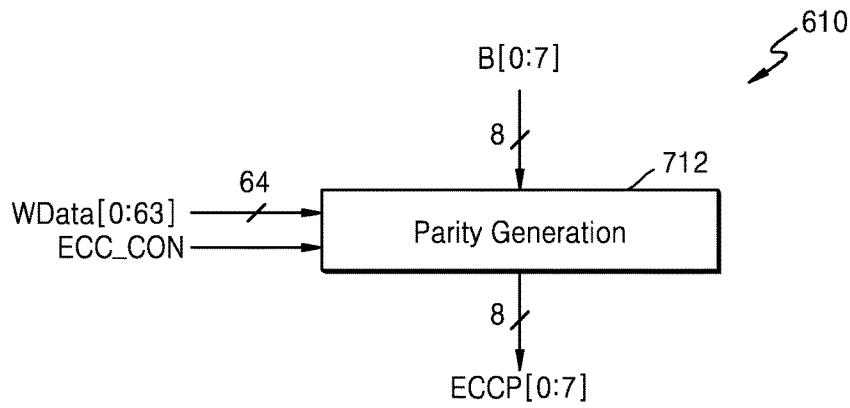 610
B[0:7]
8
712
64
WData[0:63]
ECC_CON
Parity Generation
8
ECCP[0:7]